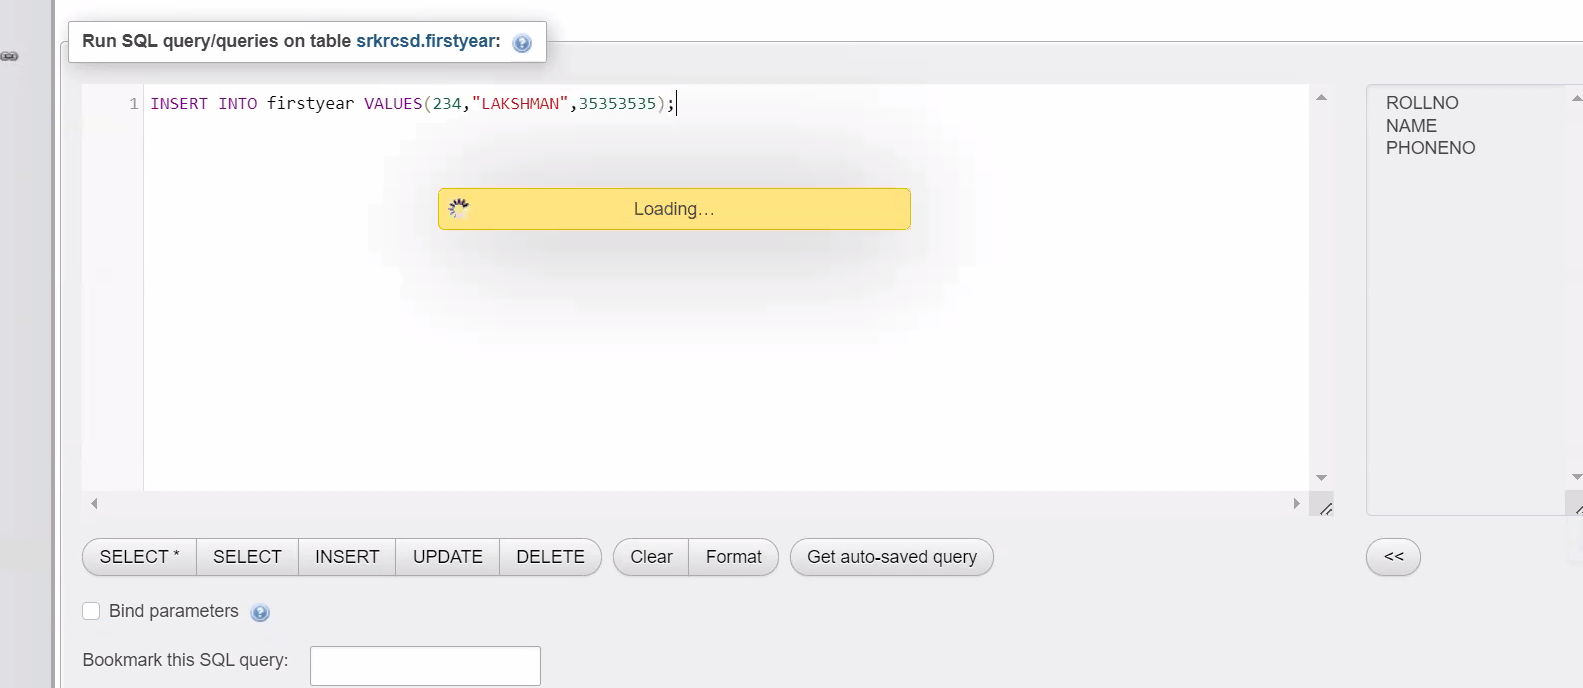 Run SQL query/queries on table srkrcsd.firstyear:
1 INSERT INTO firstyear VALUES(234,"LAKSHMAN",35353535);
Loading…
ROLLNO
NAME
PHONENO
SELECT * SELECT INSERT UPDATE DELETE Clear Format Get auto-saved query <<
Bind parameters
Bookmark this SQL query: